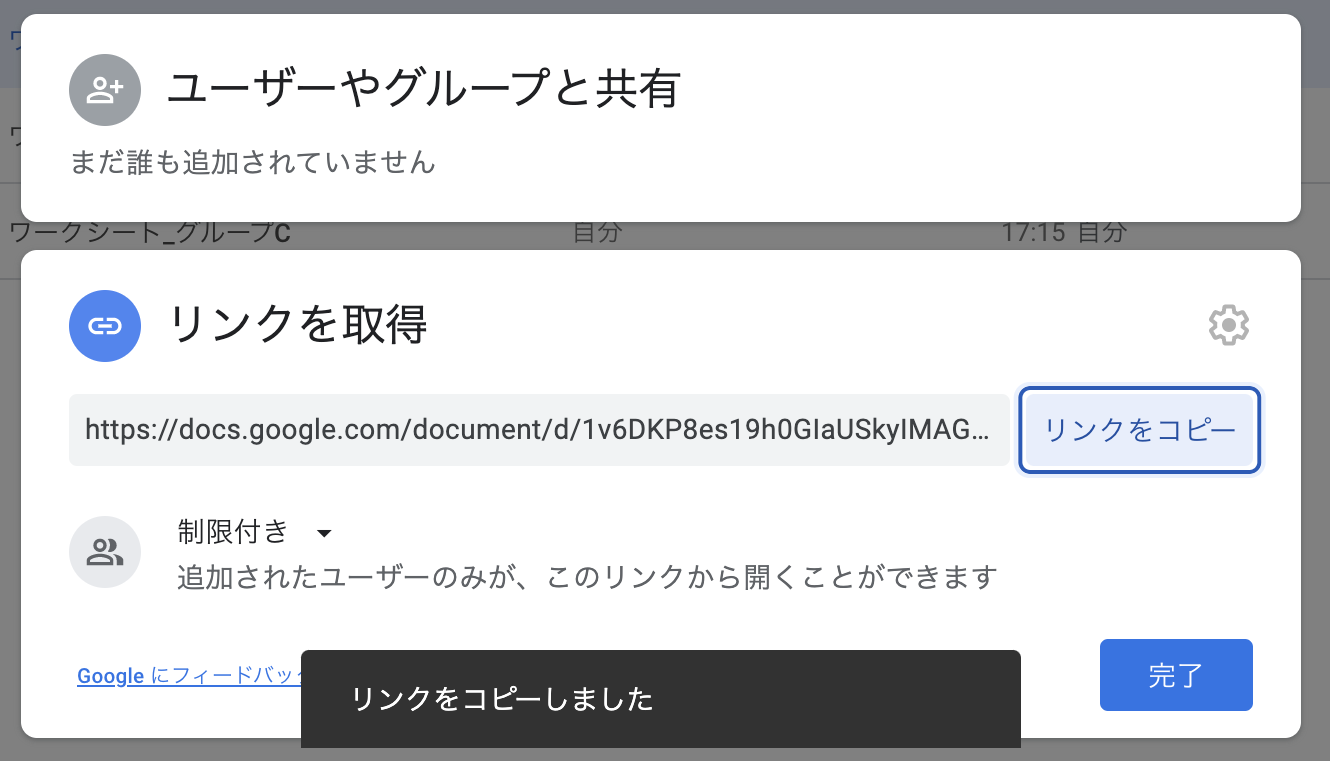 ユーザーやグループと共有
まだ誰も追加されていません
ワークシート_グループC 自分 17:15 自分
リンクを取得
https://docs.google.com/document/d/1v6DKP8es19h0GIaUSkyIMAG… リンクをコピー
制限付き
追加されたユーザーのみが、このリンクから開くことができます
Google にフィードバック
完了
リンクをコピーしました